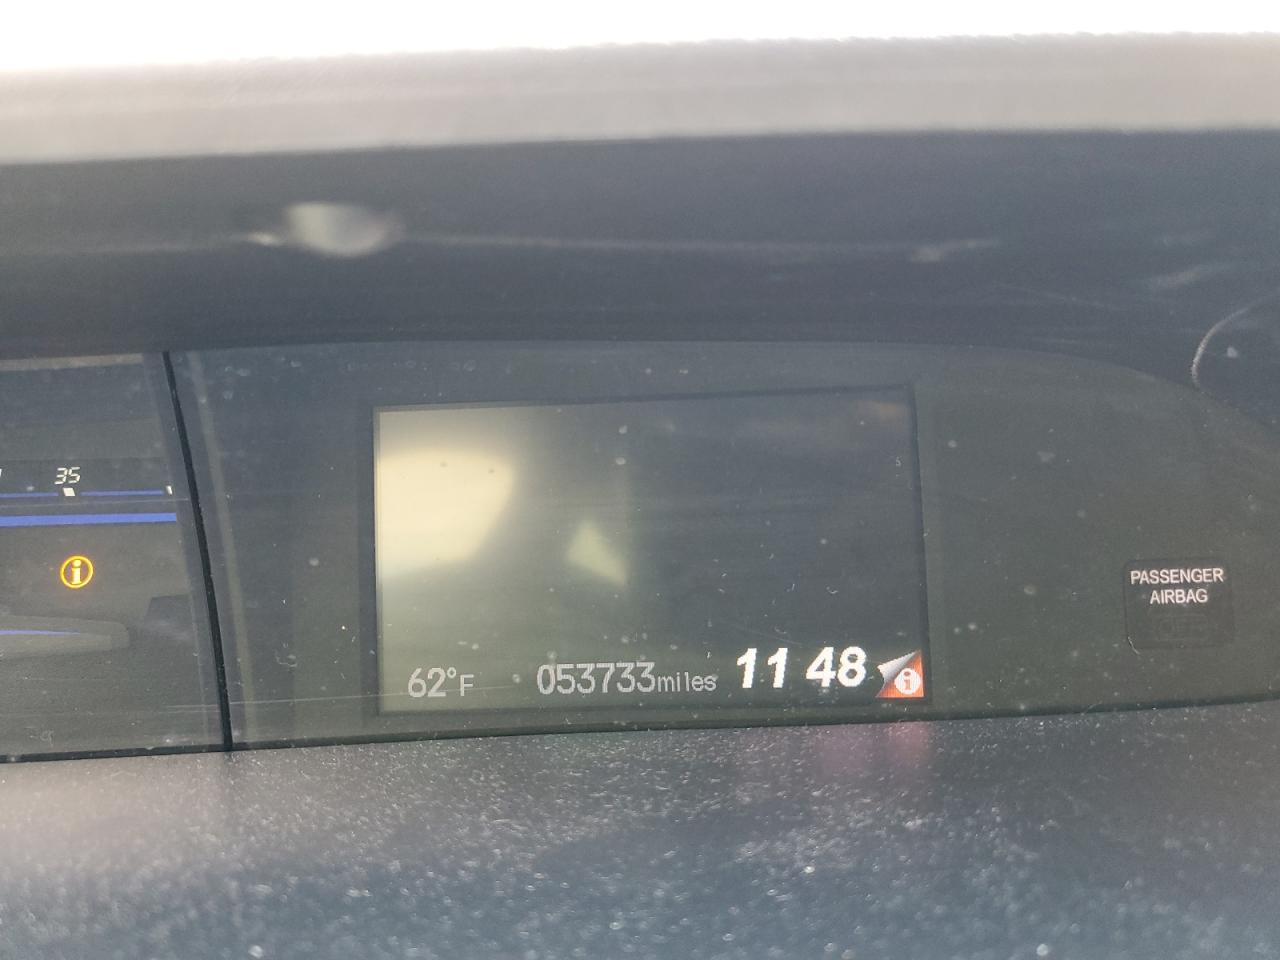 35
i
62°F 053733miles 11 48 i
PASSENGER
AIRBAG